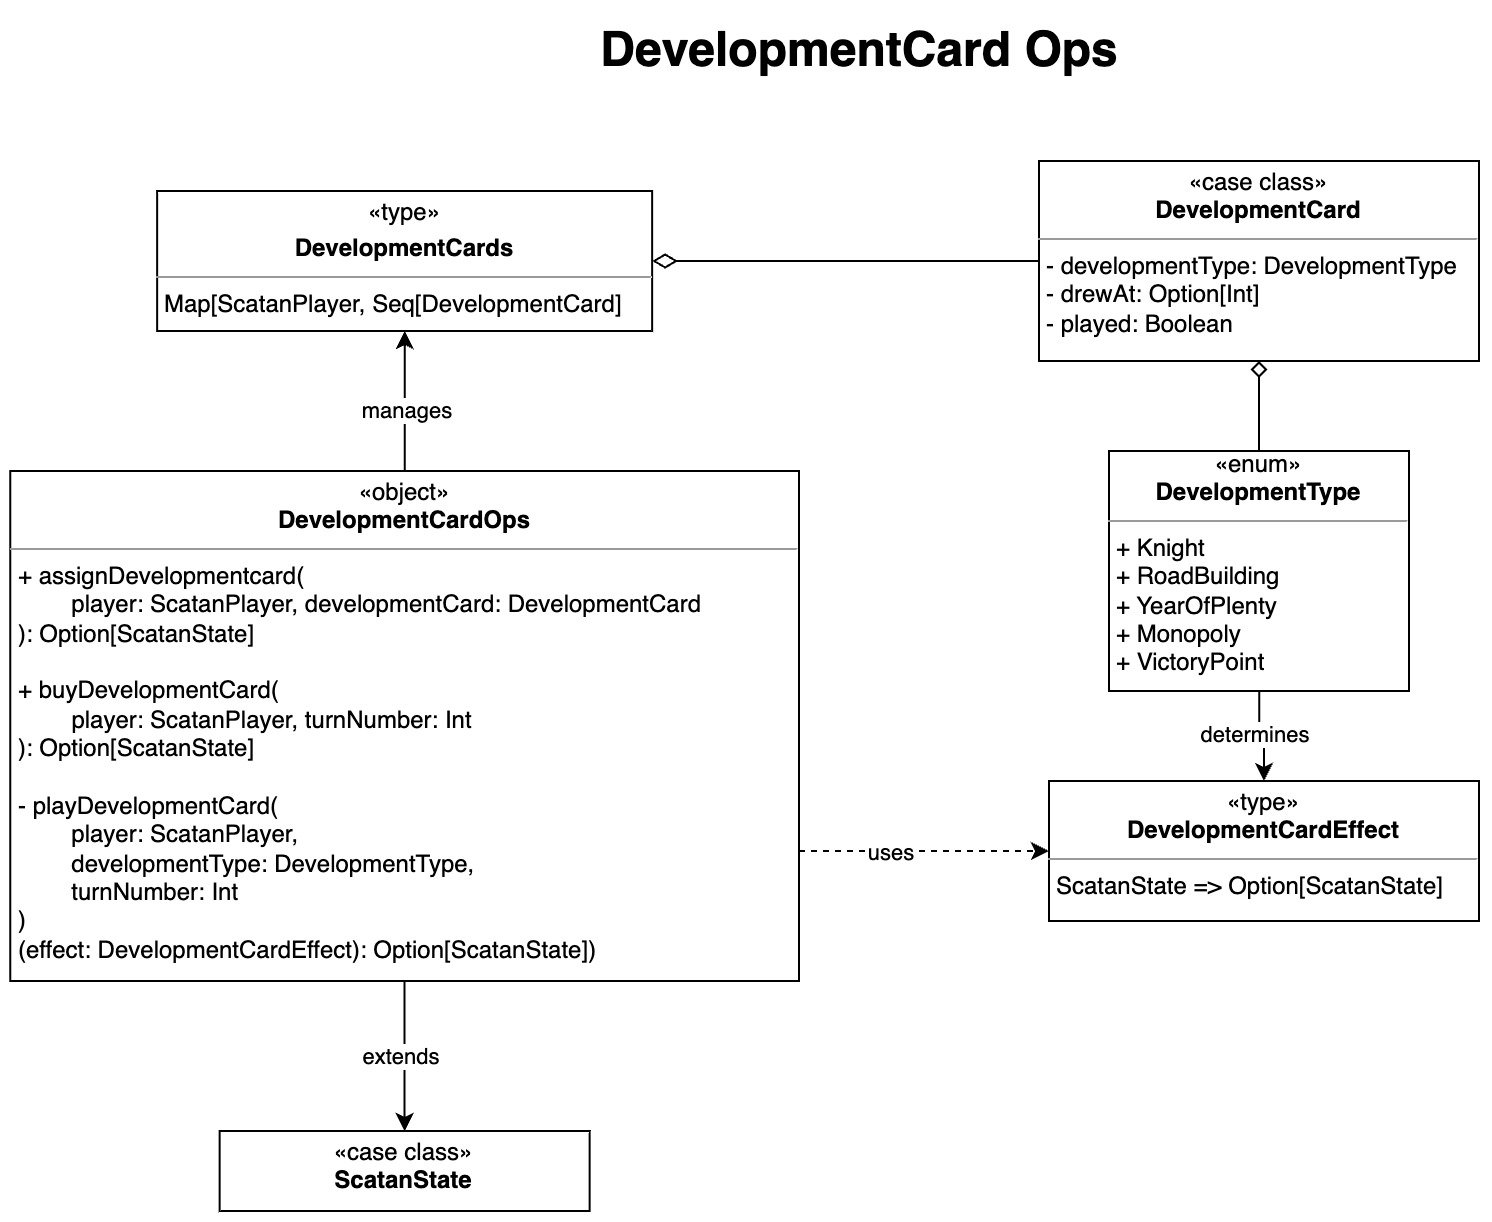 DevelopmentCard Ops
«type»
DevelopmentCards
Map[ScatanPlayer, Seq[DevelopmentCard]
«case class»
DevelopmentCard
- developmentType: DevelopmentType
- drewAt: Option[Int]
- played: Boolean
manages
«object»
DevelopmentCardOps
+ assignDevelopmentcard(
player: ScatanPlayer, developmentCard: DevelopmentCard
): Option[ScatanState]
+ buyDevelopmentCard(
player: ScatanPlayer, turnNumber: Int
): Option[ScatanState]
- playDevelopmentCard(
player: ScatanPlayer,
developmentType: DevelopmentType,
turnNumber: Int
)
(effect: DevelopmentCardEffect): Option[ScatanState])
«enum»
DevelopmentType
+ Knight
+ RoadBuilding
+ YearOfPlenty
+ Monopoly
+ VictoryPoint
determines
uses
«type»
DevelopmentCardEffect
ScatanState => Option[ScatanState]
extends
«case class»
ScatanState